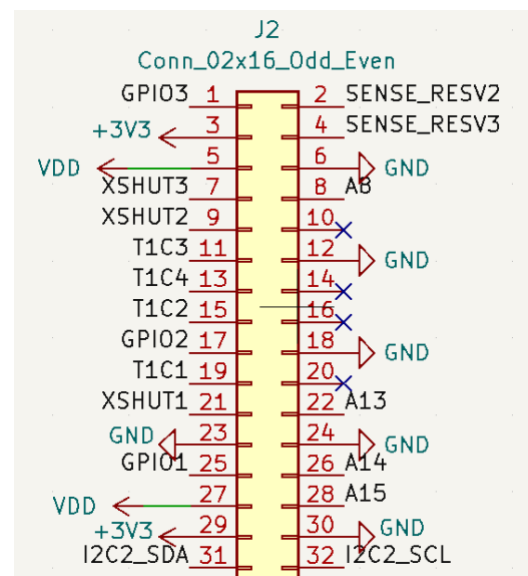 J2
Conn_02x16_Odd_Even
GPIO3 1 2 SENSE_RESV2
+3V3 3 4 SENSE_RESV3
VDD 5 6 GND
XSHUT3 7 8 A8
XSHUT2 9 10
T1C3 11 12 GND
T1C4 13 14
T1C2 15 16
GPIO2 17 18 GND
T1C1 19 20
XSHUT1 21 22 A13
GND 23 24 GND
GPIO1 25 26 A14
VDD 27 28 A15
+3V3 29 30 GND
I2C2_SDA 31 32 I2C2_SCL